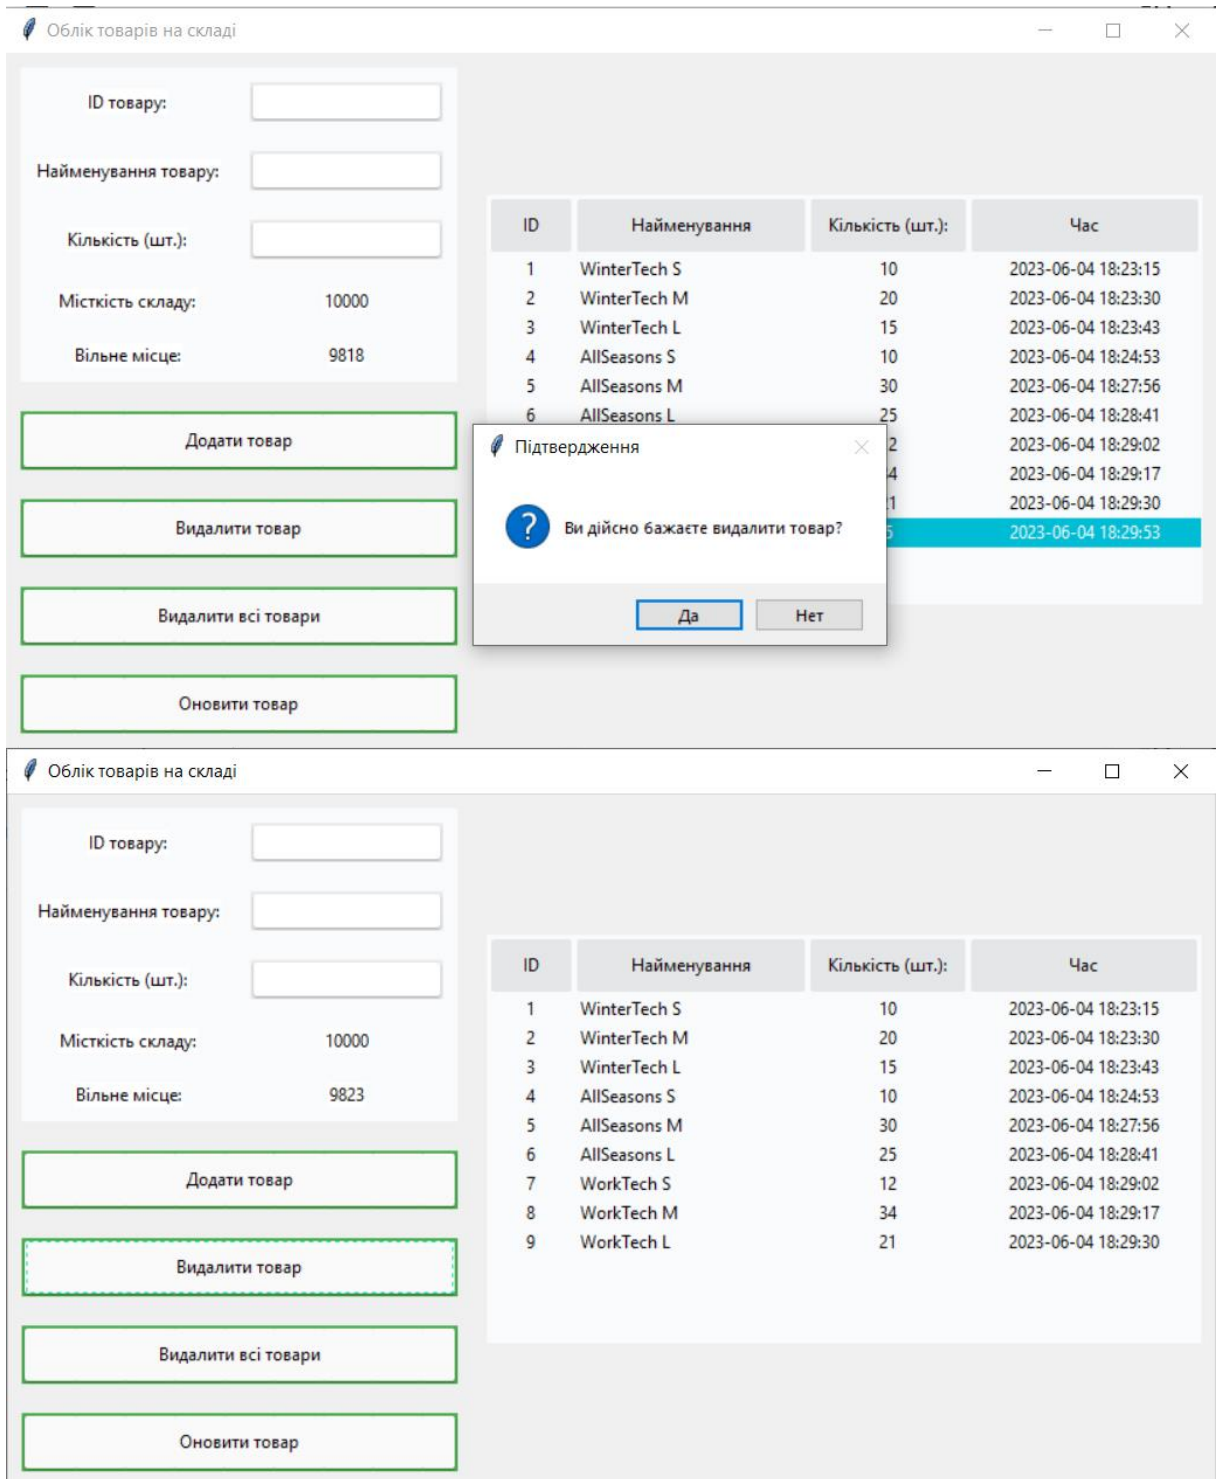 Облік товарів на складі
ID товару:
Найменування товару:
Кількість (шт.):
Місткість складу: 10000
Вільне місце: 9818
Додати товар
Видалити товар
Видалити всі товари
Оновити товар
ID Найменування Кількість (шт.): Час
1 WinterTech S 10 2023-06-04 18:23:15
2 WinterTech M 20 2023-06-04 18:23:30
3 WinterTech L 15 2023-06-04 18:23:43
4 AllSeasons S 10 2023-06-04 18:24:53
5 AllSeasons M 30 2023-06-04 18:27:56
6 AllSeasons L 25 2023-06-04 18:28:41
2 2023-06-04 18:29:02
4 2023-06-04 18:29:17
1 2023-06-04 18:29:30
5 2023-06-04 18:29:53
Підтвердження
Ви дійсно бажаєте видалити товар?
Да Нет
Облік товарів на складі
ID товару:
Найменування товару:
Кількість (шт.):
Місткість складу: 10000
Вільне місце: 9823
Додати товар
Видалити товар
Видалити всі товари
Оновити товар
ID Найменування Кількість (шт.): Час
1 WinterTech S 10 2023-06-04 18:23:15
2 WinterTech M 20 2023-06-04 18:23:30
3 WinterTech L 15 2023-06-04 18:23:43
4 AllSeasons S 10 2023-06-04 18:24:53
5 AllSeasons M 30 2023-06-04 18:27:56
6 AllSeasons L 25 2023-06-04 18:28:41
7 WorkTech S 12 2023-06-04 18:29:02
8 WorkTech M 34 2023-06-04 18:29:17
9 WorkTech L 21 2023-06-04 18:29:30